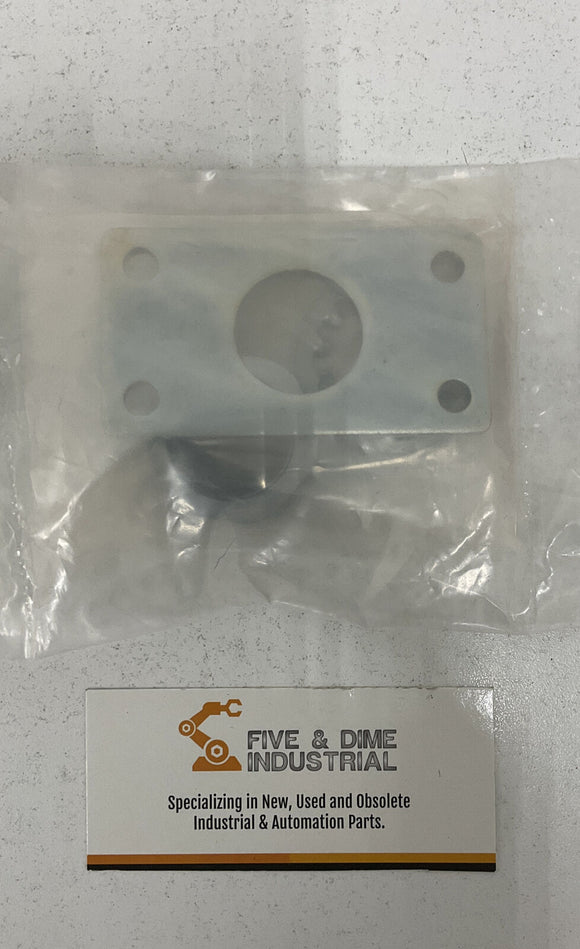 FIVE & DIME
INDUSTRIAL
Specializing in New, Used and Obsolete
Industrial & Automation Parts.